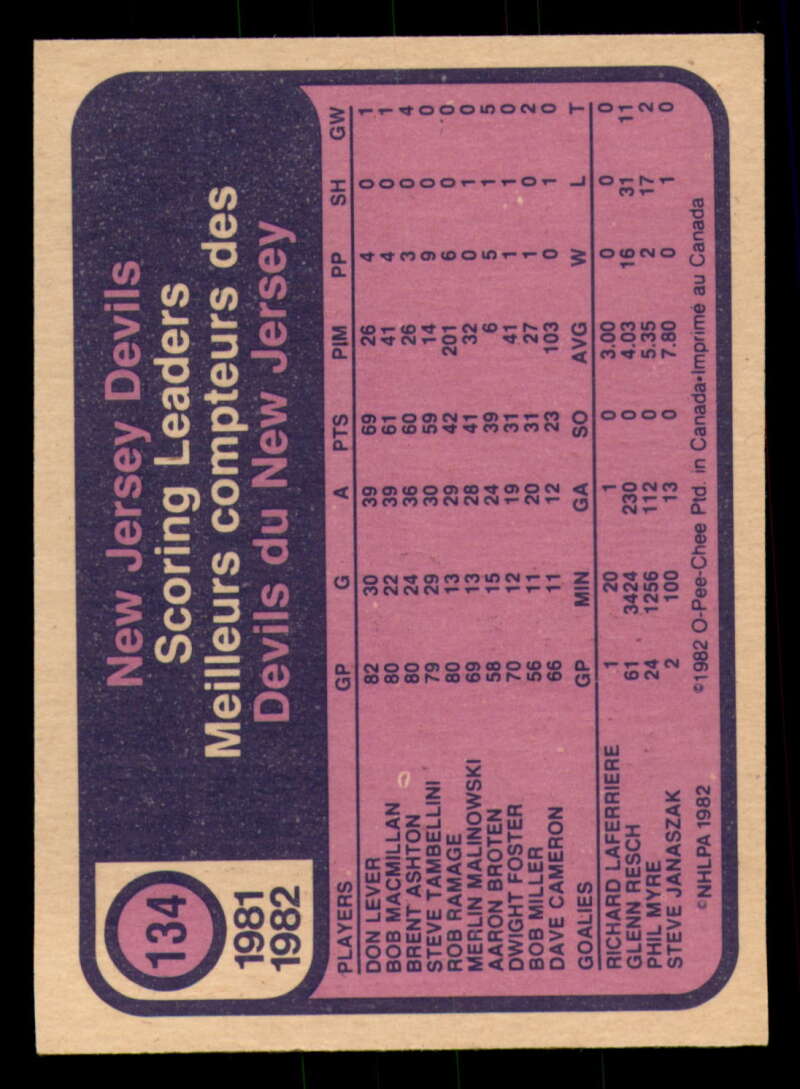 134
1981
1982
New Jersey Devils
Scoring Leaders
Meilleurs compteurs des
Devils du New Jersey
PLAYERS GP G A PTS PIM PP SH GW
DON LEVER 82 30 39 69 26 4 0 1
BOB MACMILLAN 80 22 39 61 41 4 0 1
BRENT ASHTON 80 24 36 60 26 3 0 4
STEVE TAMBELLINI 79 29 30 59 14 9 0 0
ROB RAMAGE 80 13 29 42 201 6 0 0
MERLIN MALINOWSKI 69 13 28 41 32 0 1 0
AARON BROTEN 58 15 24 39 6 5 1 5
DWIGHT FOSTER 70 12 19 31 41 1 1 0
BOB MILLER 56 11 20 31 27 1 0 2
DAVE CAMERON 66 11 12 23 103 0 1 0
GOALIES GP MIN GA SO AVG W L T
RICHARD LAFERRIERE 1 20 1 0 3.00 0 0 0
GLENN RESCH 61 3424 230 0 4.03 16 31 11
PHIL MYRE 24 1256 112 0 5.35 2 17 2
STEVE JANASZAK 2 100 13 0 7.80 0 1 0
©NHLPA 1982 ©1982 O-Pee-Chee Ptd. in Canada•Imprimé au Canada